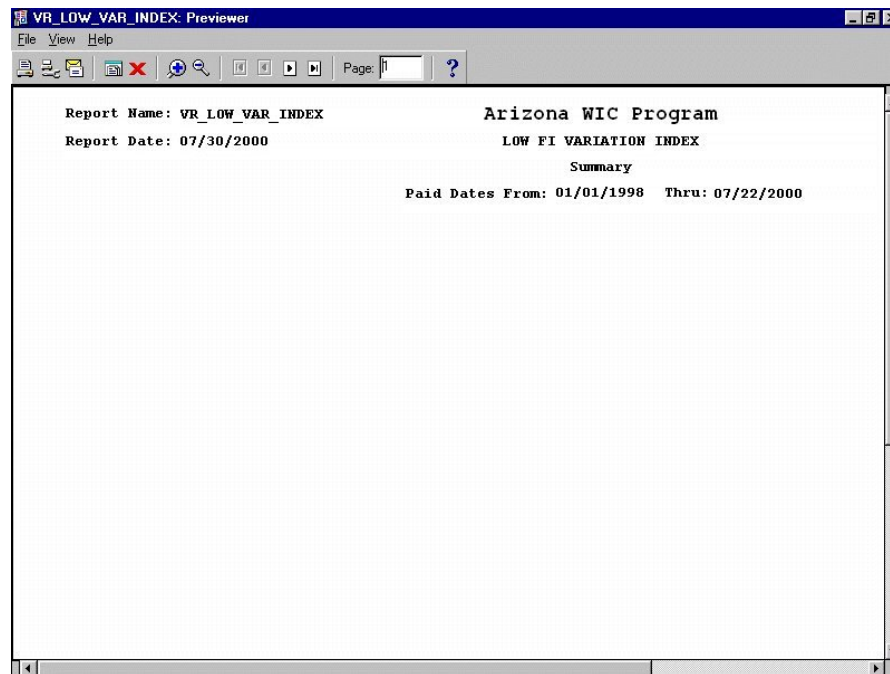 VR_LOW_VAR_INDEX: Previewer
File View Help
Page: 1 ?
Report Name: VR_LOW_VAR_INDEX Arizona WIC Program
Report Date: 07/30/2000 LOW FI VARIATION INDEX
Summary
Paid Dates From: 01/01/1998 Thru: 07/22/2000